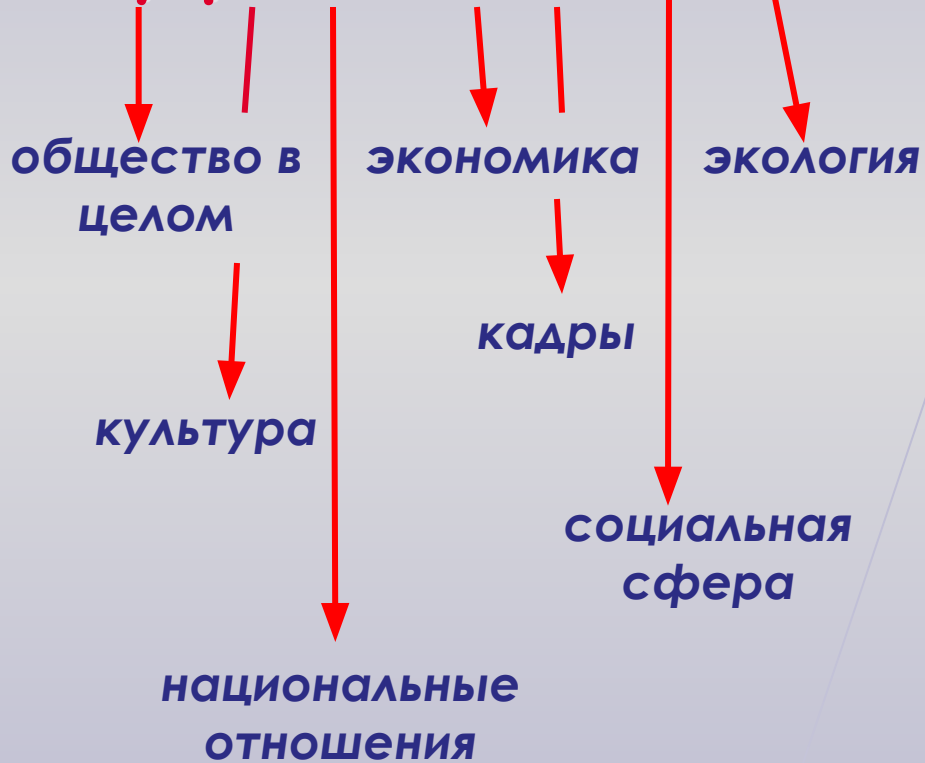 общество в
целом
экономика
экология
кадры
культура
социальная
сфера
национальные
отношения